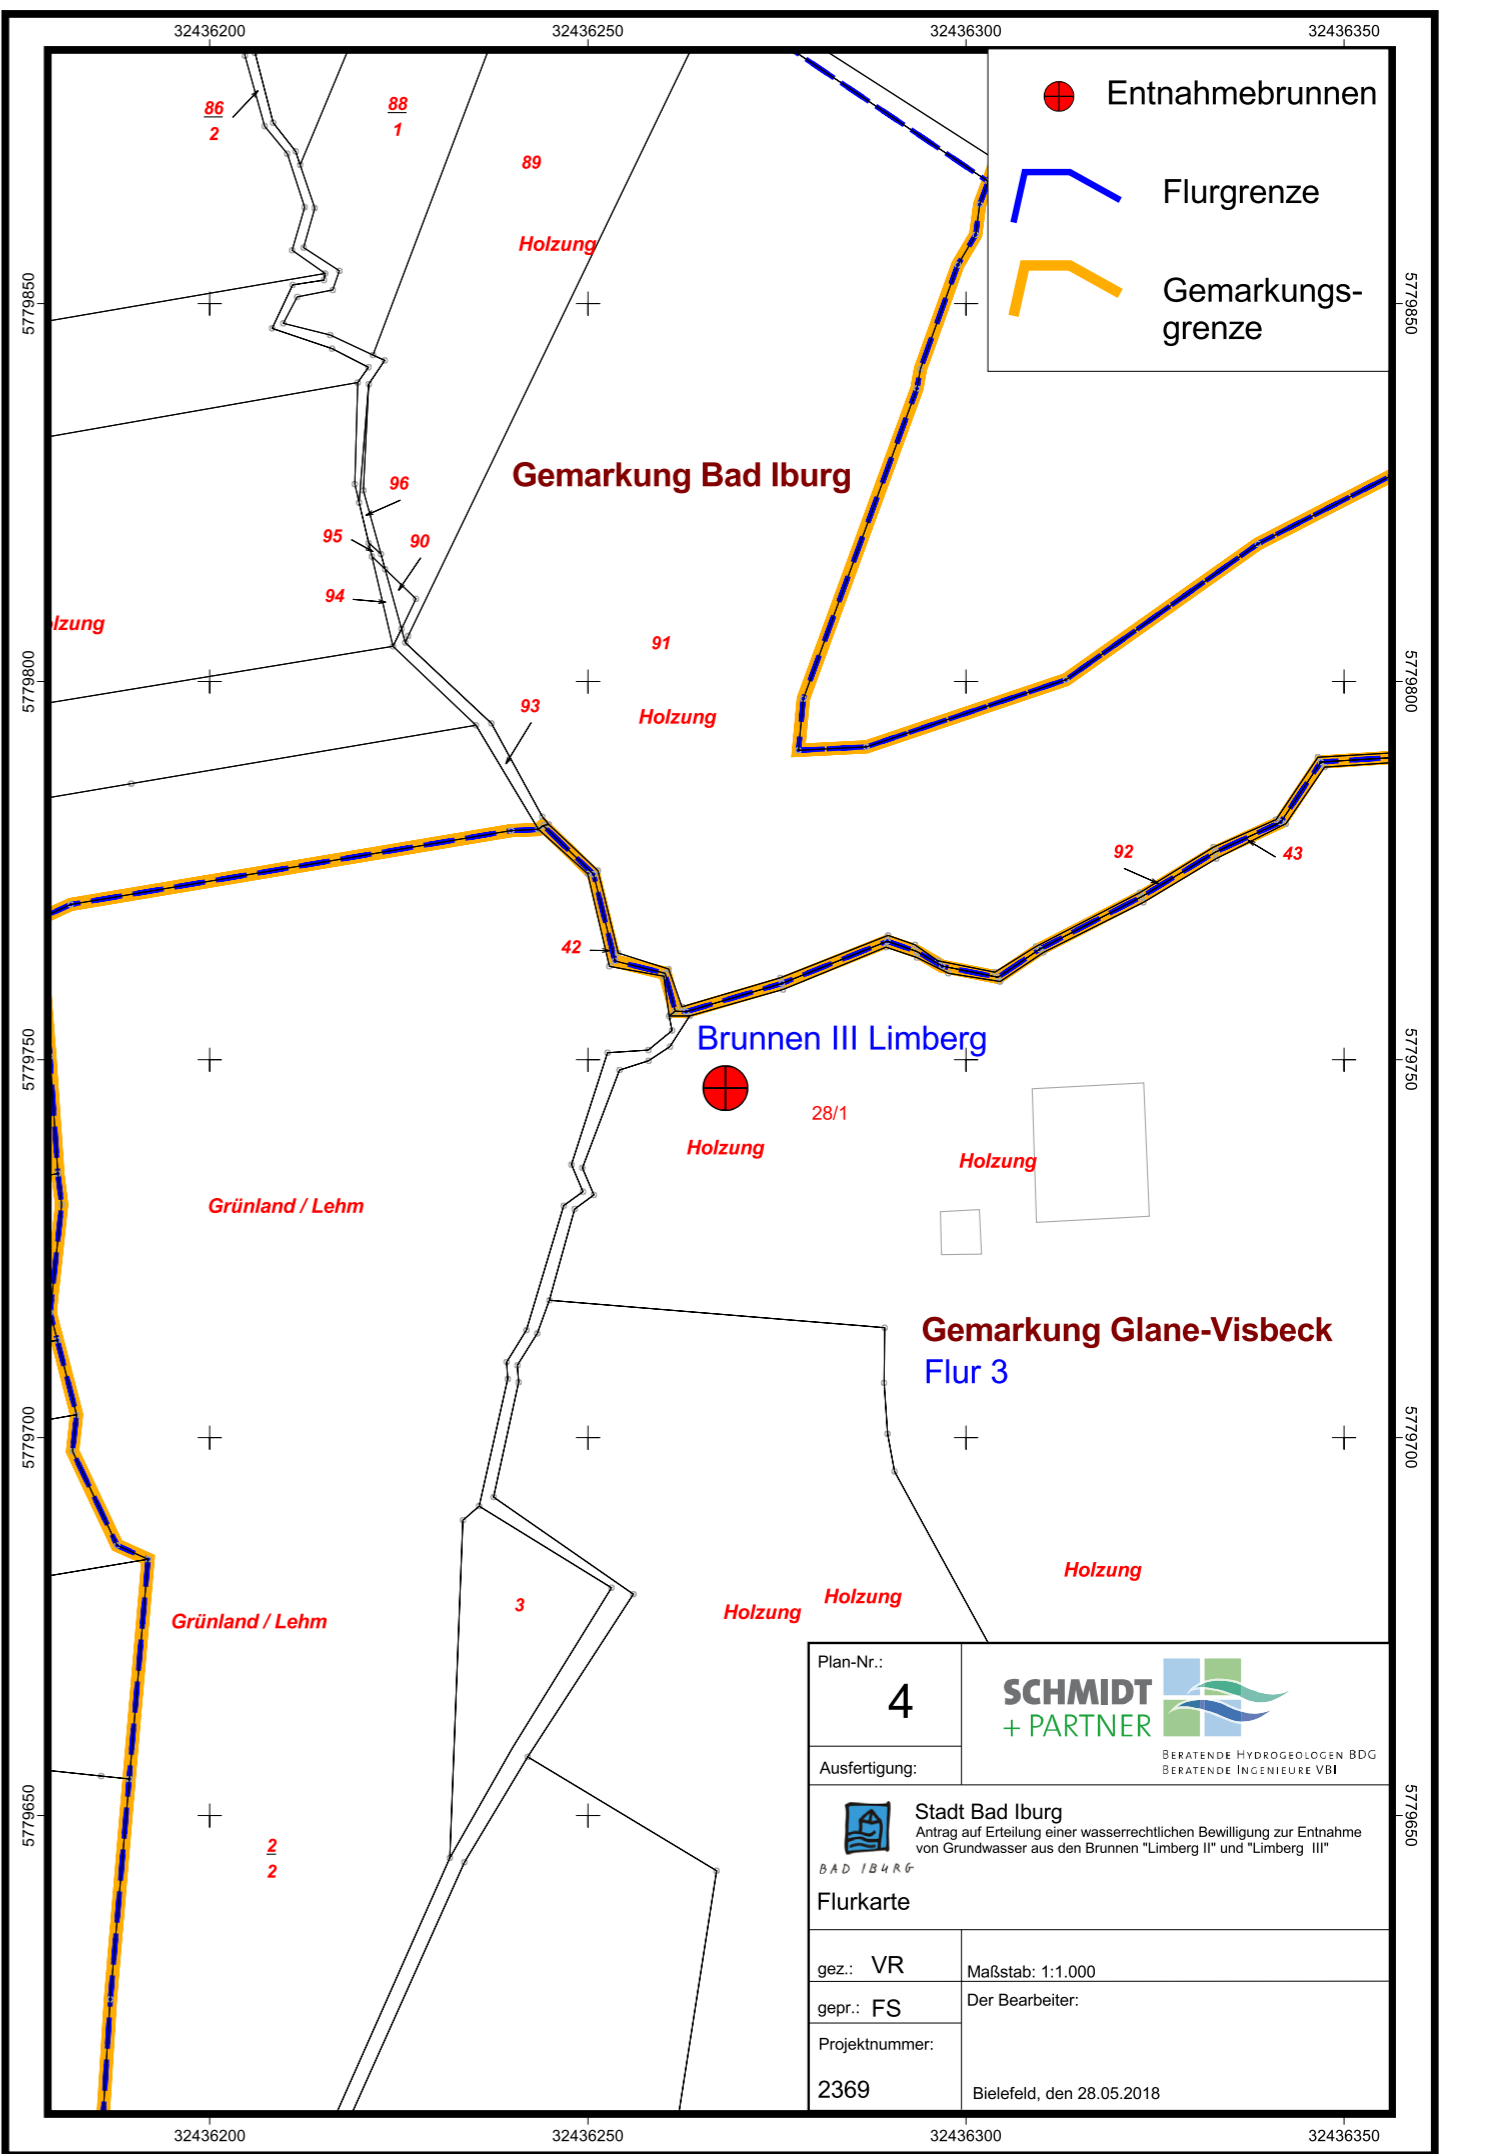 32436200
32436250
32436300
32436350
Entnahmebrunnen
Flurgrenze
Gemarkungs-
grenze
86
2
88
1
89
Holzung
5779850
5779850
Gemarkung Bad Iburg
96
95
90
94
lzung
91
5779800
5779800
93
Holzung
92
43
42
Brunnen III Limberg
5779750
5779750
28/1
Holzung
Holzung
Grünland / Lehm
Gemarkung Glane-Visbeck
Flur 3
5779700
5779700
Holzung
Holzung
Holzung
3
Grünland / Lehm
5779650
5779650
2
2
Plan-Nr.:
4
Ausfertigung:
SCHMIDT
+ PARTNER
BERATENDE HYDROGEOLOGEN BDG
BERATENDE INGENIEURE VBI
BAD IBURG
Stadt Bad Iburg
Antrag auf Erteilung einer wasserrechtlichen Bewilligung zur Entnahme
von Grundwasser aus den Brunnen "Limberg II" und "Limberg III"
Flurkarte
gez.: VR
Maßstab: 1:1.000
gepr.: FS
Der Bearbeiter:
Projektnummer:
2369
Bielefeld, den 28.05.2018
32436200
32436250
32436300
32436350